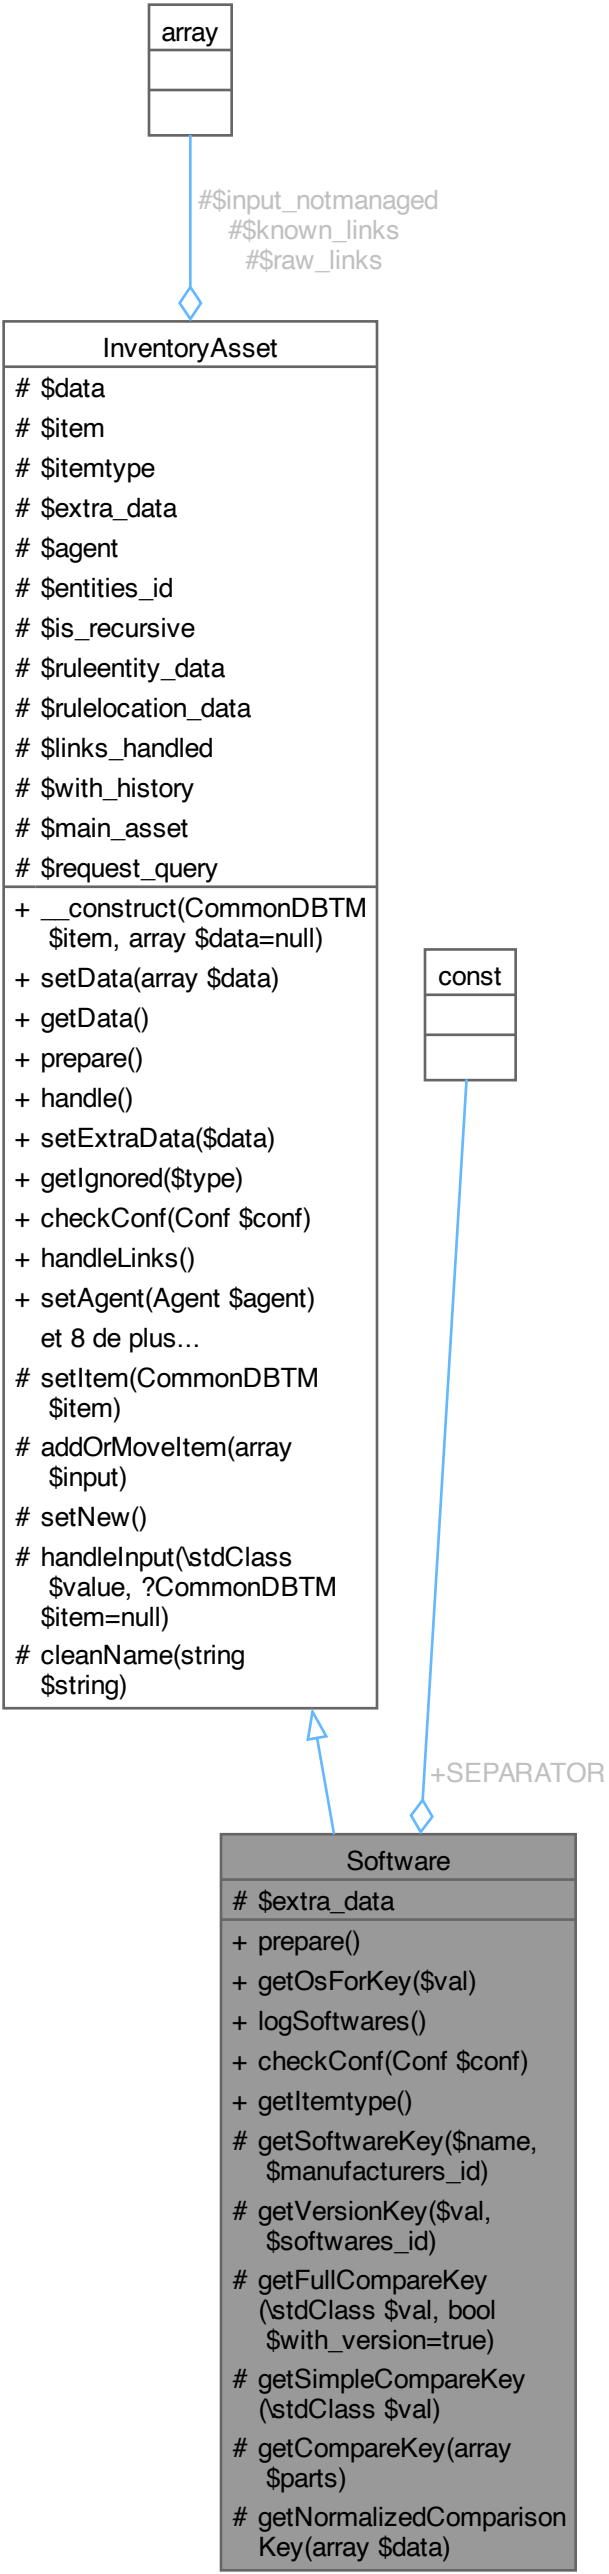 array
#$input_notmanaged
#$known_links
#$raw_links
InventoryAsset
# $data
# $item
# $itemtype
# $extra_data
# $agent
# $entities_id
# $is_recursive
# $ruleentity_data
# $rulelocation_data
# $links_handled
# $with_history
# $main_asset
# $request_query
+ __construct(CommonDBTM
$item, array $data=null)
+ setData(array $data)
+ getData()
+ prepare()
+ handle()
+ setExtraData($data)
+ getIgnored($type)
+ checkConf(Conf $conf)
+ handleLinks()
+ setAgent(Agent $agent)
et 8 de plus...
# setItem(CommonDBTM
$item)
# addOrMoveItem(array
$input)
# setNew()
# handleInput(\stdClass
$value, ?CommonDBTM
$item=null)
# cleanName(string
$string)
const
+SEPARATOR
Software
# $extra_data
+ prepare()
+ getOsForKey($val)
+ logSoftwares()
+ checkConf(Conf $conf)
+ getItemtype()
# getSoftwareKey($name,
$manufacturers_id)
# getVersionKey($val,
$softwares_id)
# getFullCompareKey
(\stdClass $val, bool
$with_version=true)
# getSimpleCompareKey
(\stdClass $val)
# getCompareKey(array
$parts)
# getNormalizedComparison
Key(array $data)